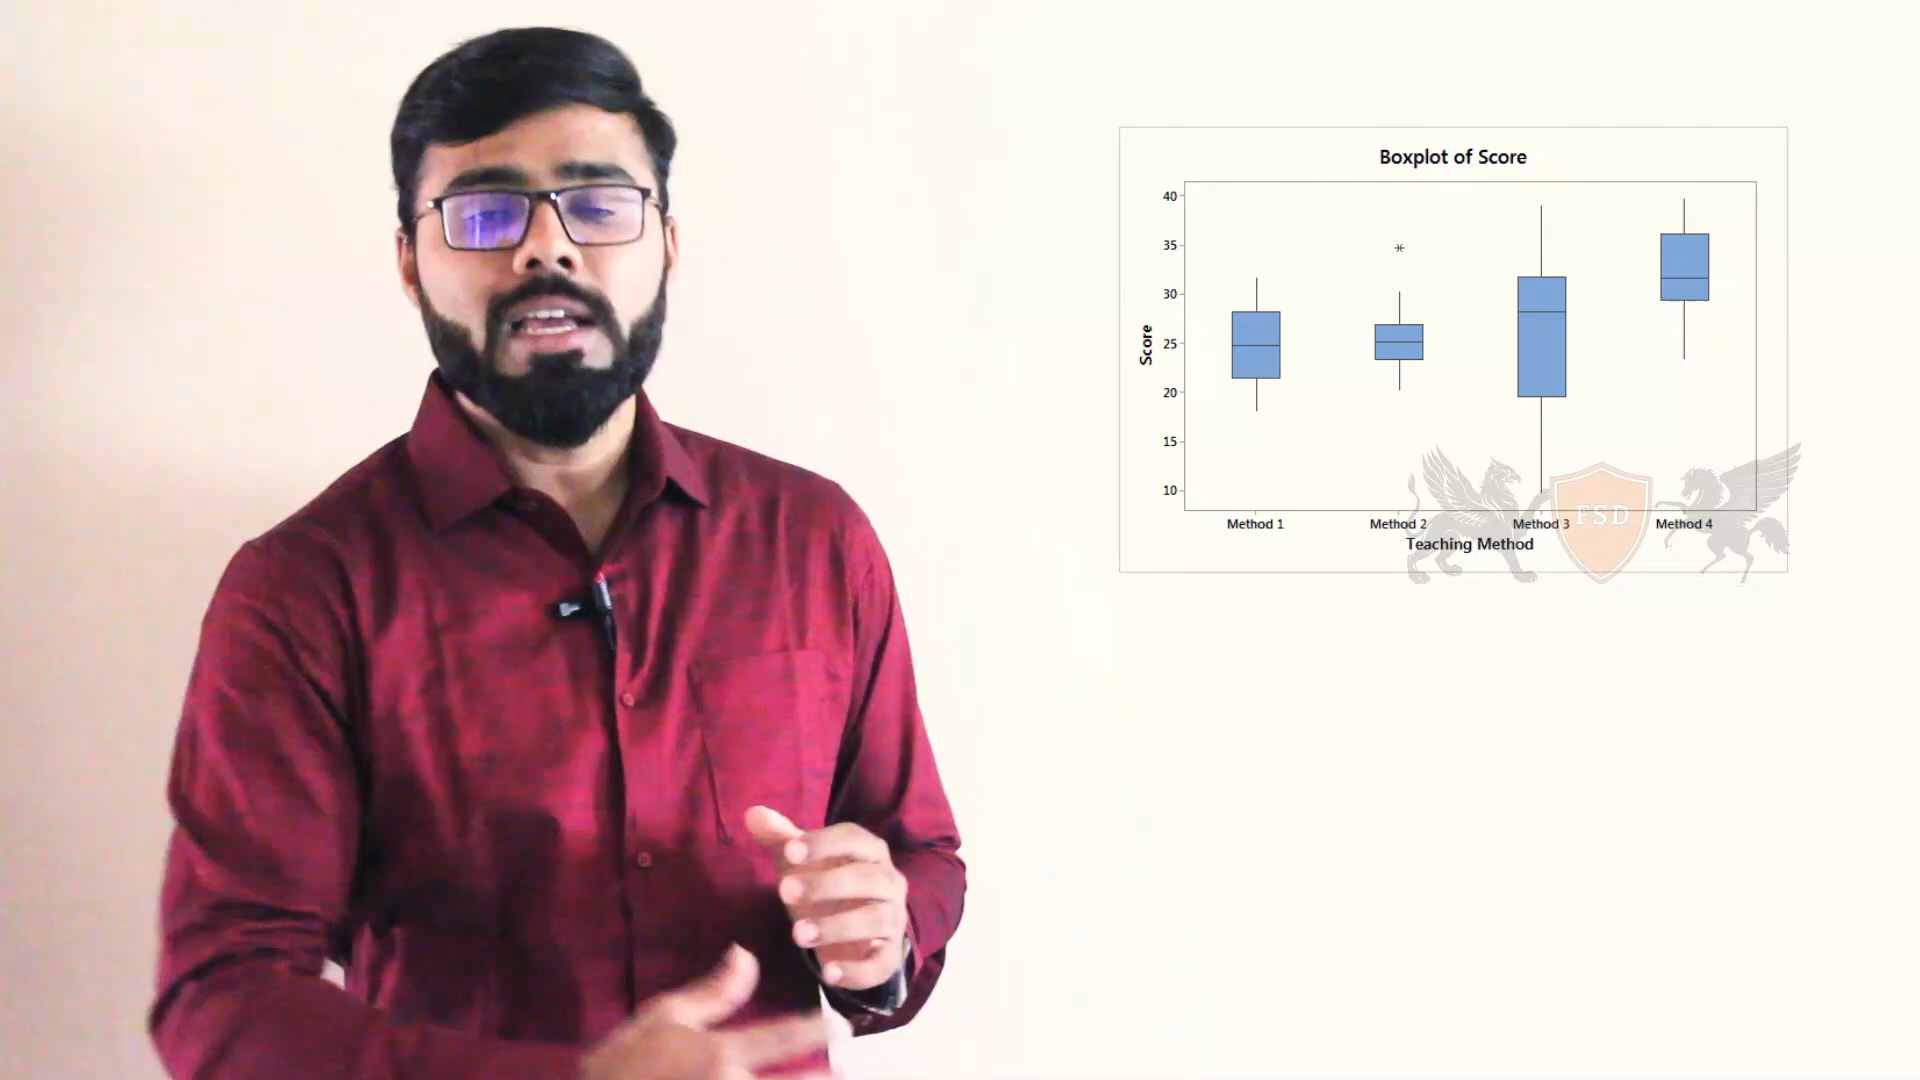 Boxplot of Score
40
35
30
25
20
15
10
Score
Method 1 Method 2 Method 3 Method 4
Teaching Method
FSD